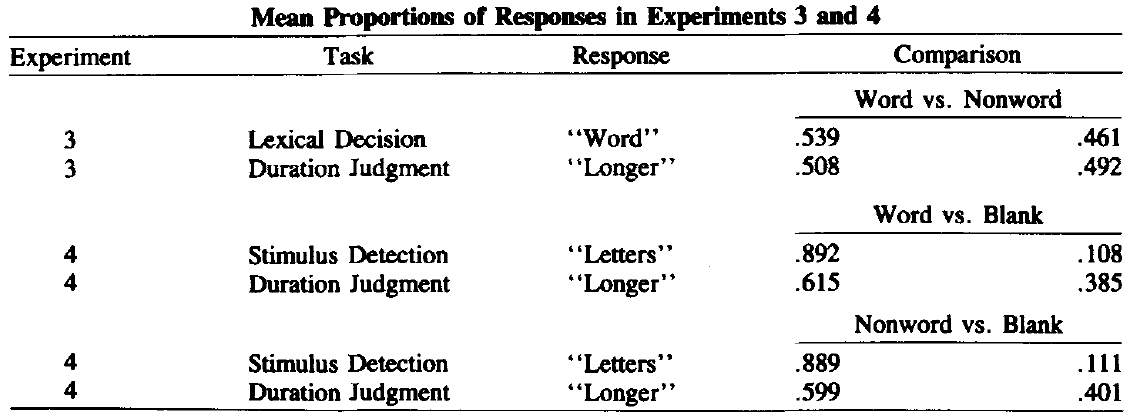 Mean Proportions of Responses in Experiments 3 and 4
Experiment Task Response Comparison
Word vs. Nonword
3 Lexical Decision ‘‘Word’’ .539 .461
3 Duration Judgment ‘‘Longer’’ .508 .492
Word vs. Blank
4 Stimulus Detection ‘‘Letters’’ .892 .108
4 Duration Judgment ‘‘Longer’’ .615 .385
Nonword vs. Blank
4 Stimulus Detection ‘‘Letters’’ .889 .111
4 Duration Judgment ‘‘Longer’’ .599 .401